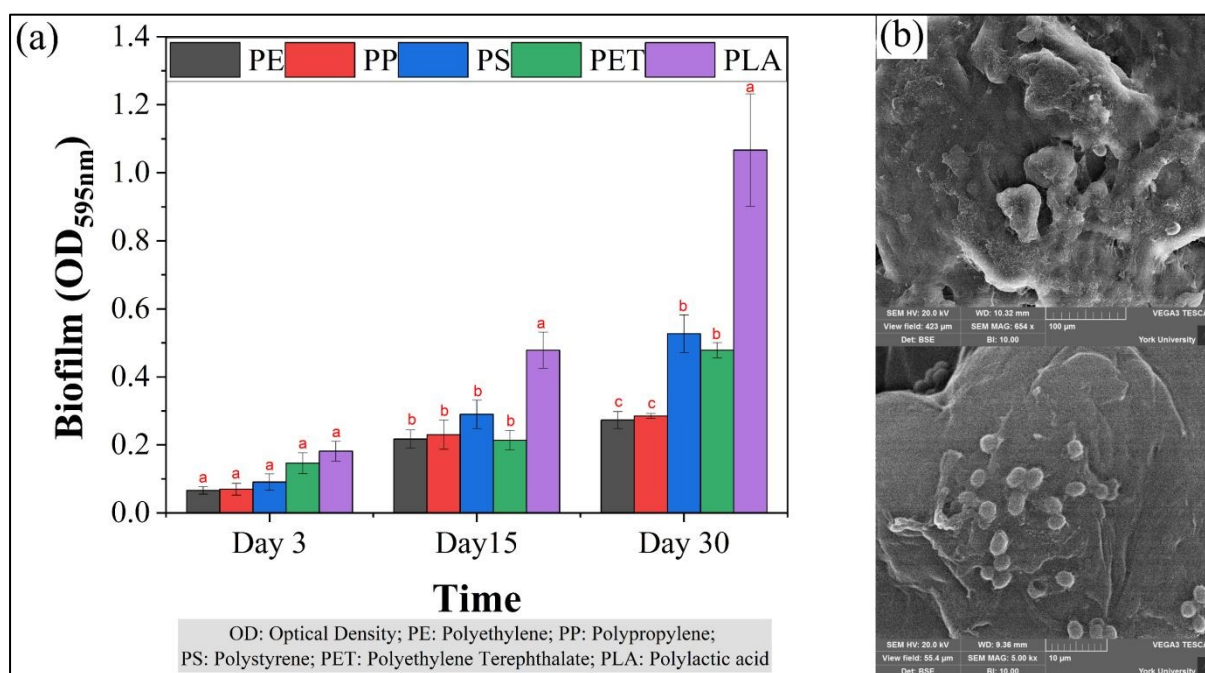 (a)
1.4
PE PP PS PET PLA
1.2
1.0
0.8
0.6
0.4
0.2
0.0
Biofilm (OD595nm)
a a a a a
b b b b a
c c b b a
Day 3 Day15 Day 30
Time
OD: Optical Density; PE: Polyethylene; PP: Polypropylene;
PS: Polystyrene; PET: Polyethylene Terephthalate; PLA: Polylactic acid
(b)
SEM HV: 20.0 kV WD: 10.32 mm VEGA3 TESCA
View field: 423 µm SEM MAG: 654 x 100 µm
Det: BSE BI: 10.00 York University
SEM HV: 20.0 kV WD: 9.36 mm VEGA3 TESCA
View field: 55.4 µm SEM MAG: 5.00 kx 10 µm
Det: BSE BI: 10.00 York University